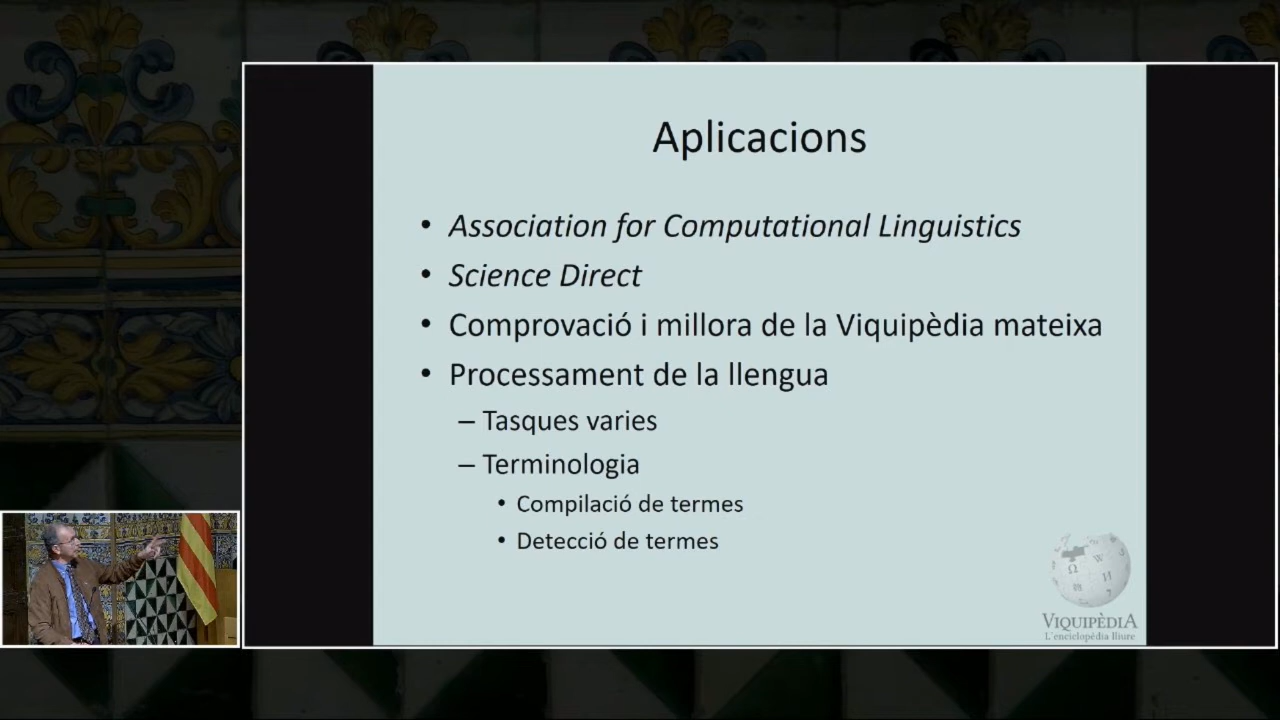 Aplicacions
• Association for Computational Linguistics
• Science Direct
• Comprovació i millora de la Viquipèdia mateixa
• Processament de la llengua
– Tasques varies
– Terminologia
• Compilació de termes
• Detecció de termes
Ω W И
VIQUIPÈDIA
L'enciclopèdia lliure